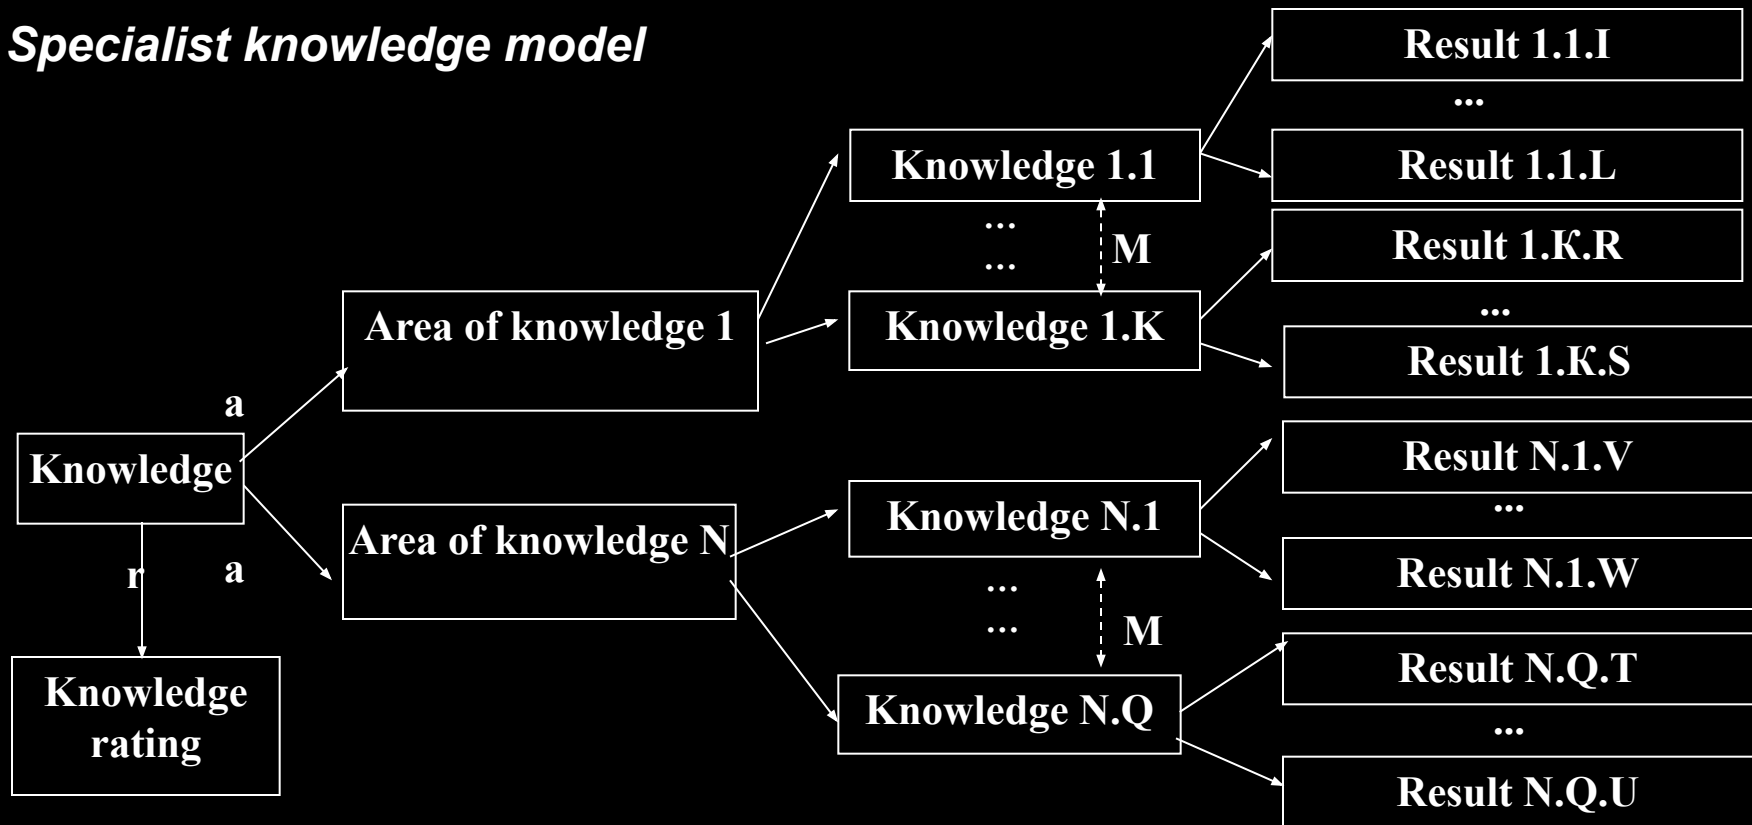 Specialist knowledge model
Result 1.1.I
...
Knowledge 1.1
Result 1.1.L
...
...
M
Result 1.К.R
Area of knowledge 1
Knowledge 1.K
...
Result 1.К.S
a
Knowledge
Result N.1.V
...
Area of knowledge N
Knowledge N.1
r
a
...
...
M
Result N.1.W
Knowledge
rating
Knowledge N.Q
Result N.Q.T
...
Result N.Q.U